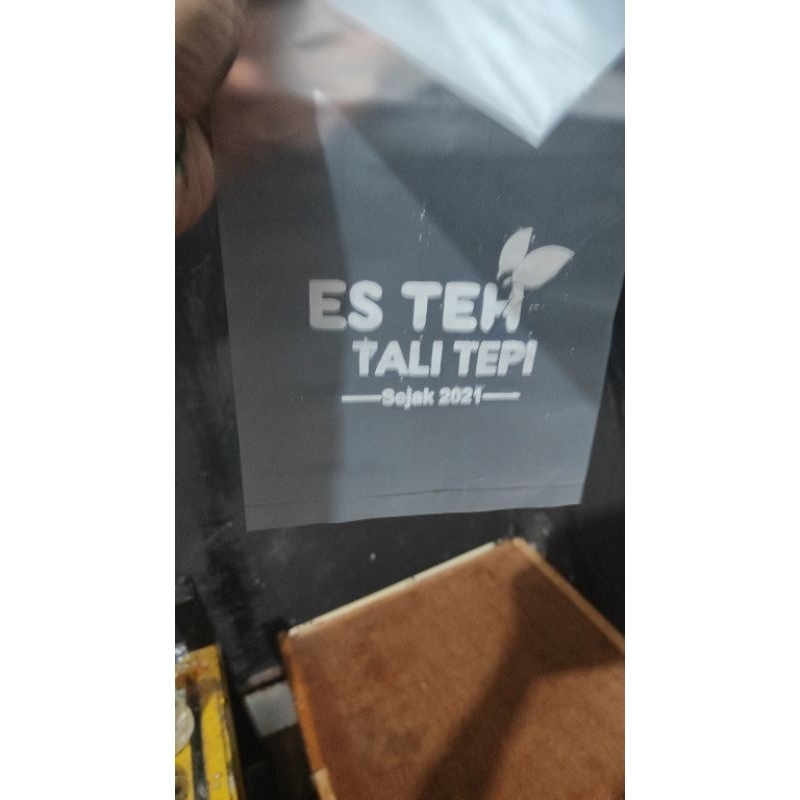 ES TEH
TALI TEPI
Sejak 2021